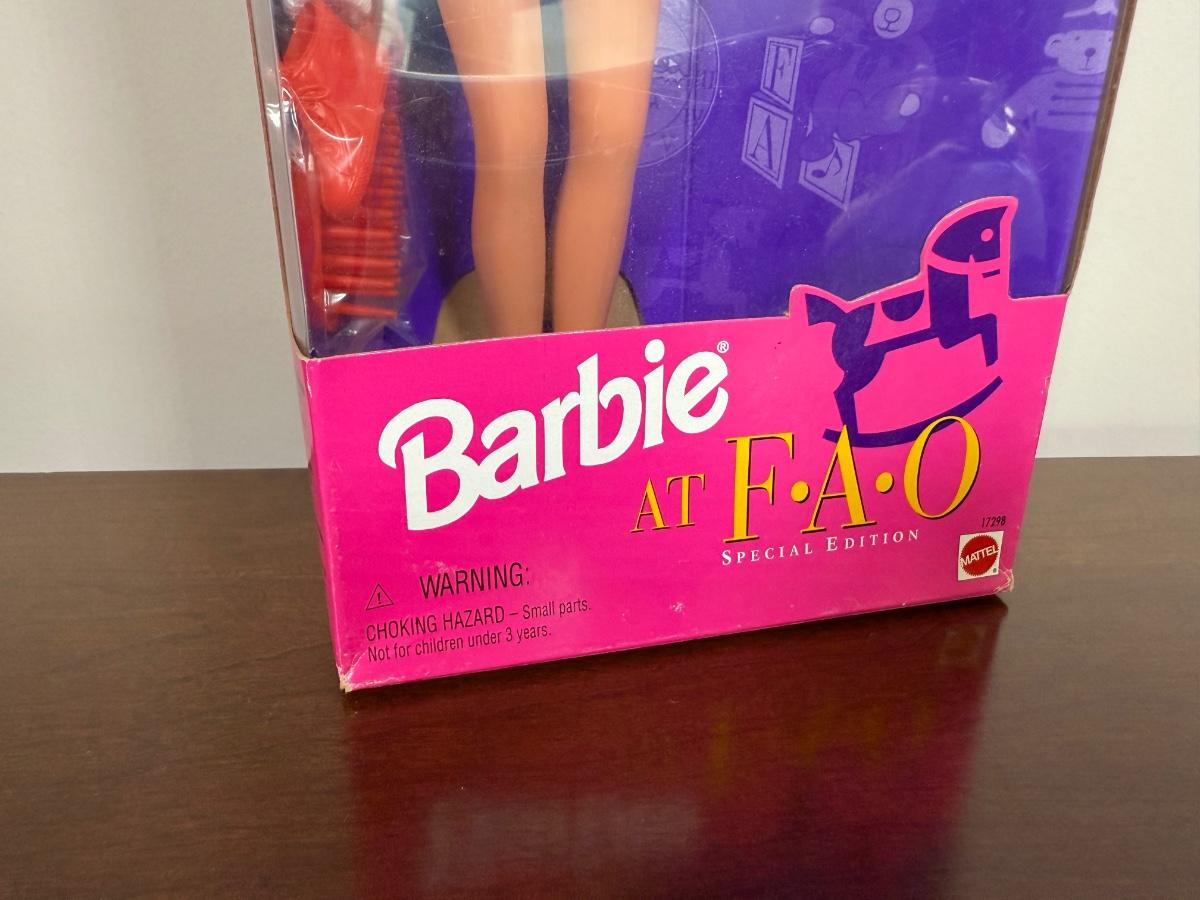 F
A
Barbie®
AT F•A•O
SPECIAL EDITION
17298
MATTEL
⚠ WARNING:
CHOKING HAZARD – Small parts.
Not for children under 3 years.